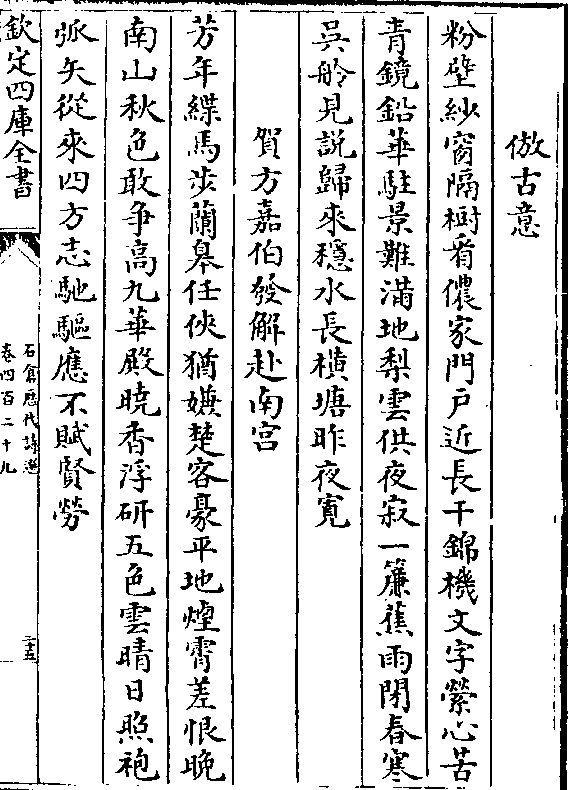 倣古意
粉壁紗窗隔樹看儂家門戸近長干錦機文字縈心苦
青鏡鉛華駐景難滿地梨雲供夜寂一簾蕉雨閉春寒
吳舲見說歸來穩水長橫塘昨夜寛
賀方嘉伯發解赴南宫
芳年緤馬步蘭臯任俠猶嫌楚客豪平地煙霄差恨晚
南山秋色敢争高九華殿曉香浮研五色雲晴日照袍
弧矢從來四方志馳驅應不賦賢勞
欽定四庫全書
石倉歴代詩選
卷四百二十九
二十五